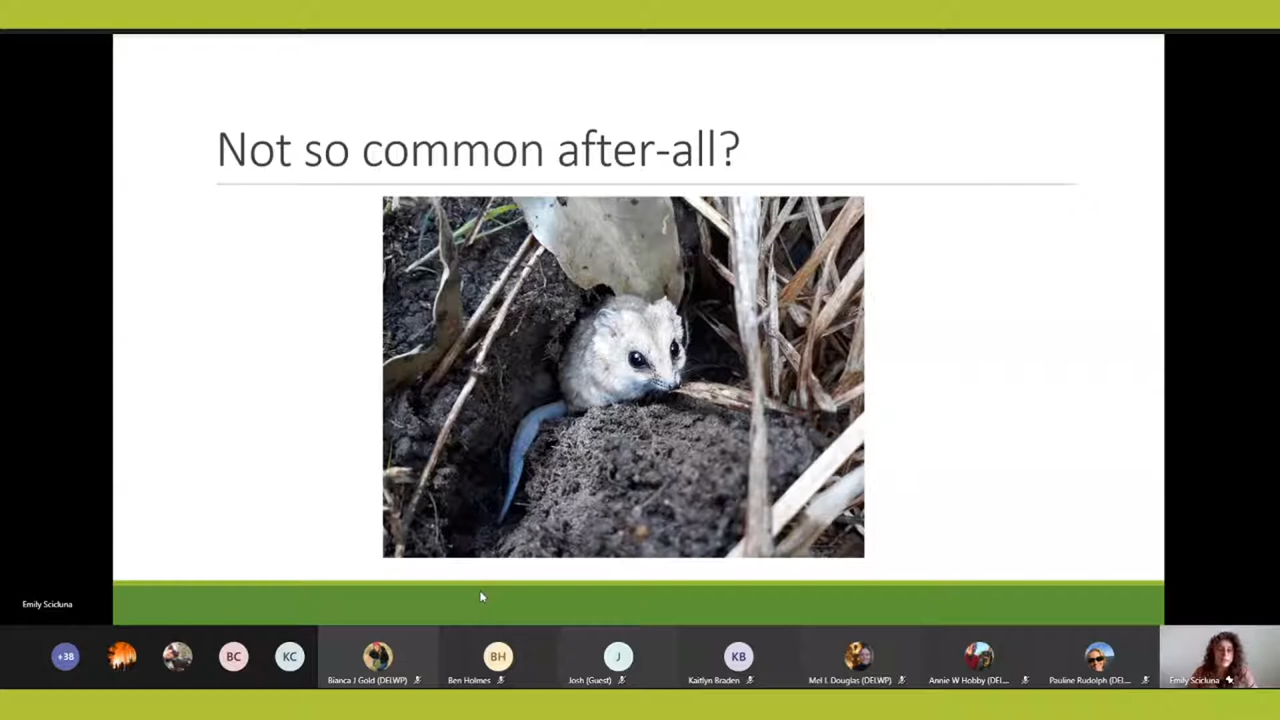 Not so common after-all?
Emily Scicluna
+38
BC
KC
BH
J
KB
Bianca J Gold (DELWP)
Ben Holmes
Josh (Guest)
Kaitlyn Braden
Mel I. Douglas (DELWP)
Annie W Hobby (DEL...
Pauline Rudolph (DEL...
Emily Scicluna